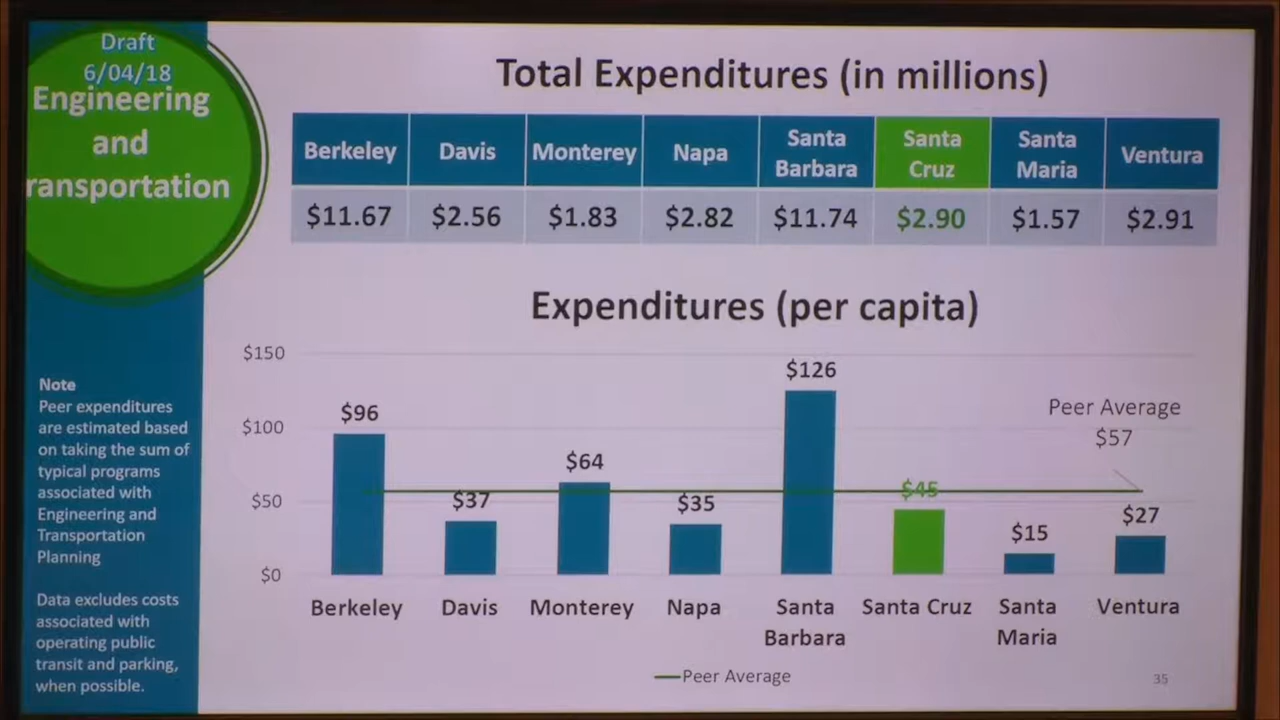 Draft
6/04/18
Engineering
and
ransportation
Note
Peer expenditures
are estimated based
on taking the sum of
typical programs
associated with
Engineering and
Transportation
Planning
Data excludes costs
associated with
operating public
transit and parking,
when possible.
Total Expenditures (in millions)
Berkeley Davis Monterey Napa Santa Barbara Santa Cruz Santa Maria Ventura
$11.67 $2.56 $1.83 $2.82 $11.74 $2.90 $1.57 $2.91
Expenditures (per capita)
$150
$100
$50
$0
$96
$37
$64
$35
$126
$45
$15
$27
Peer Average
$57
Berkeley Davis Monterey Napa Santa Barbara Santa Cruz Santa Maria Ventura
Peer Average
35